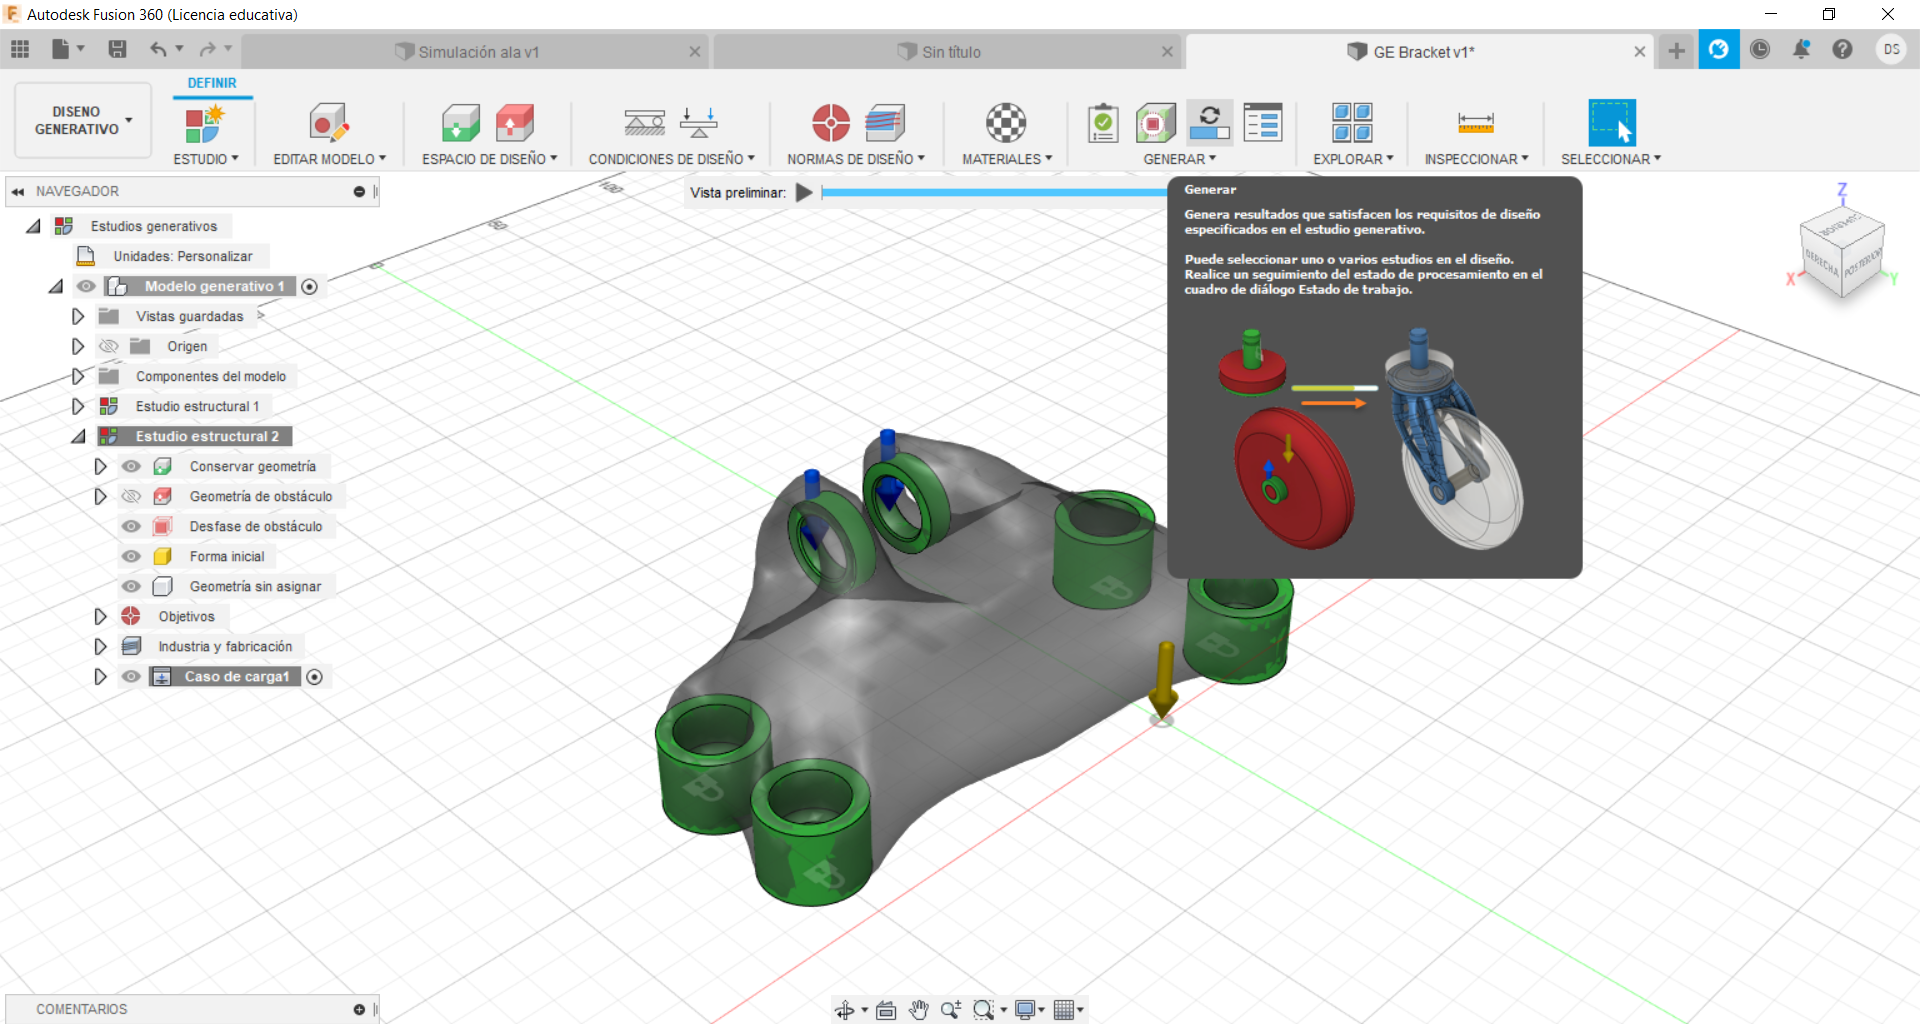 Autodesk Fusion 360 (Licencia educativa)
Simulación ala v1
Sin título
GE Bracket v1*
DS
DISENO
GENERATIVO
DEFINIR
ESTUDIO
EDITAR MODELO
ESPACIO DE DISEÑO
CONDICIONES DE DISEÑO
NORMAS DE DISEÑO
MATERIALES
GENERAR
EXPLORAR
INSPECCIONAR
SELECCIONAR
NAVEGADOR
Vista preliminar:
Generar
Genera resultados que satisfacen los requisitos de diseño
especificados en el estudio generativo.
Puede seleccionar uno o varios estudios en el diseño.
Realice un seguimiento del estado de procesamiento en el
cuadro de diálogo Estado de trabajo.
Estudios generativos
Unidades: Personalizar
Modelo generativo 1
Vistas guardadas
Origen
Componentes del modelo
Estudio estructural 1
Estudio estructural 2
Conservar geometría
Geometría de obstáculo
Desfase de obstáculo
Forma inicial
Geometría sin asignar
Objetivos
Industria y fabricación
Caso de carga1
100
50
Z
SUPERIOR
DERECHA
POSTERIOR
X
Y
COMENTARIOS